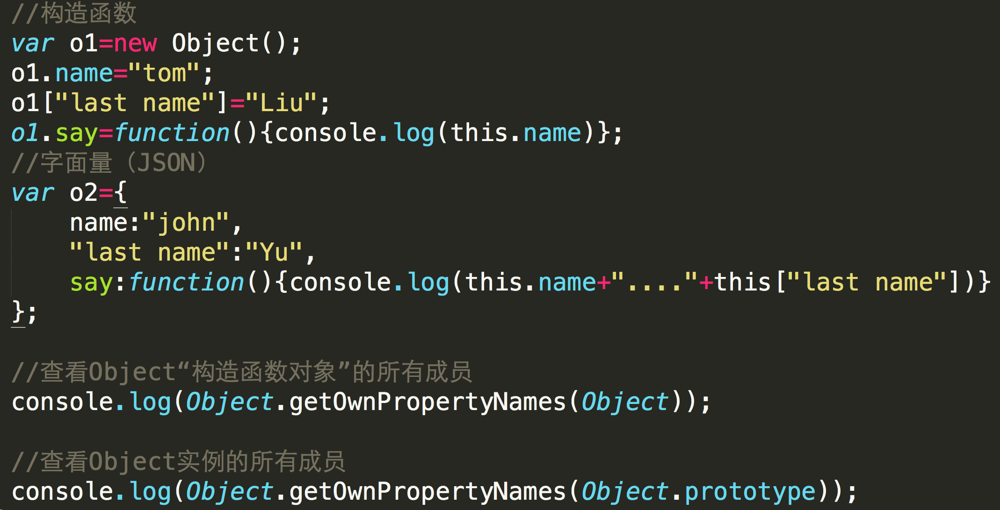 //构造函数
var o1=new Object();
o1.name="tom";
o1["last name"]="Liu";
o1.say=function(){console.log(this.name)};
//字面量（JSON）
var o2={
    name:"john",
    "last name":"Yu",
    say:function(){console.log(this.name+"...."+this["last name"])}
};
//查看Object“构造函数对象”的所有成员
console.log(Object.getOwnPropertyNames(Object));
//查看Object实例的所有成员
console.log(Object.getOwnPropertyNames(Object.prototype));